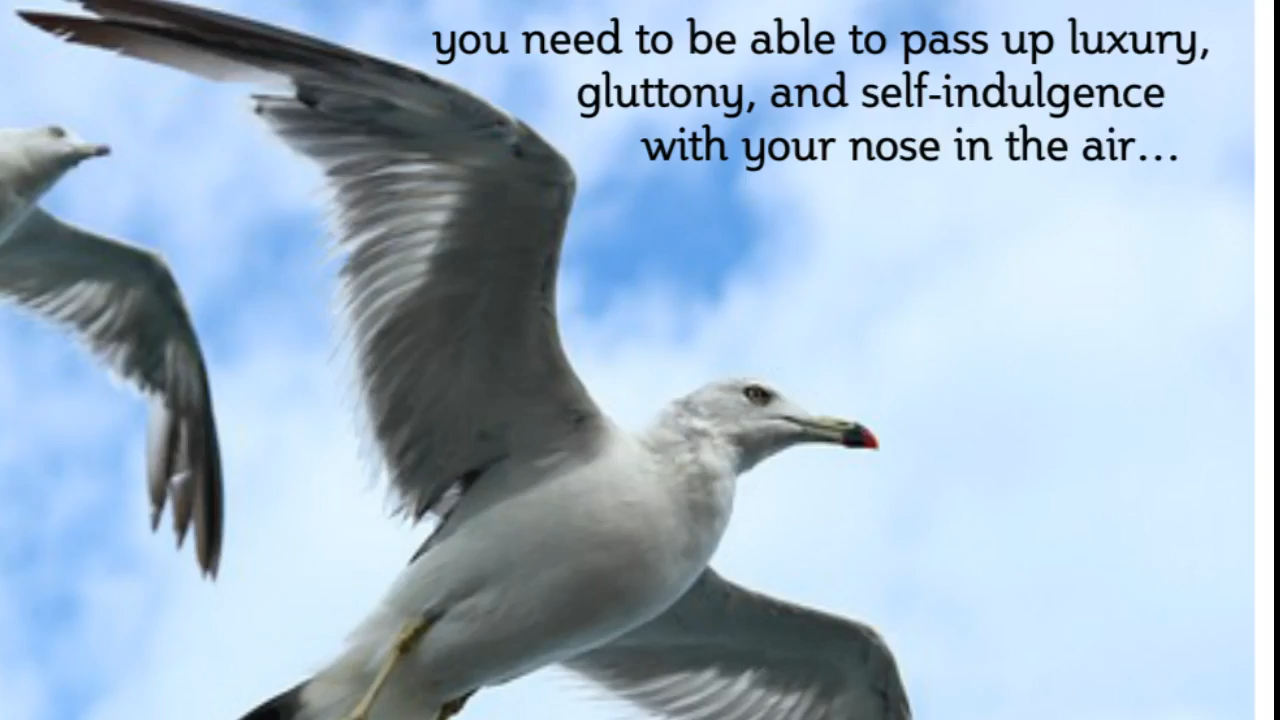 you need to be able to pass up luxury,
gluttony, and self-indulgence
with your nose in the air...